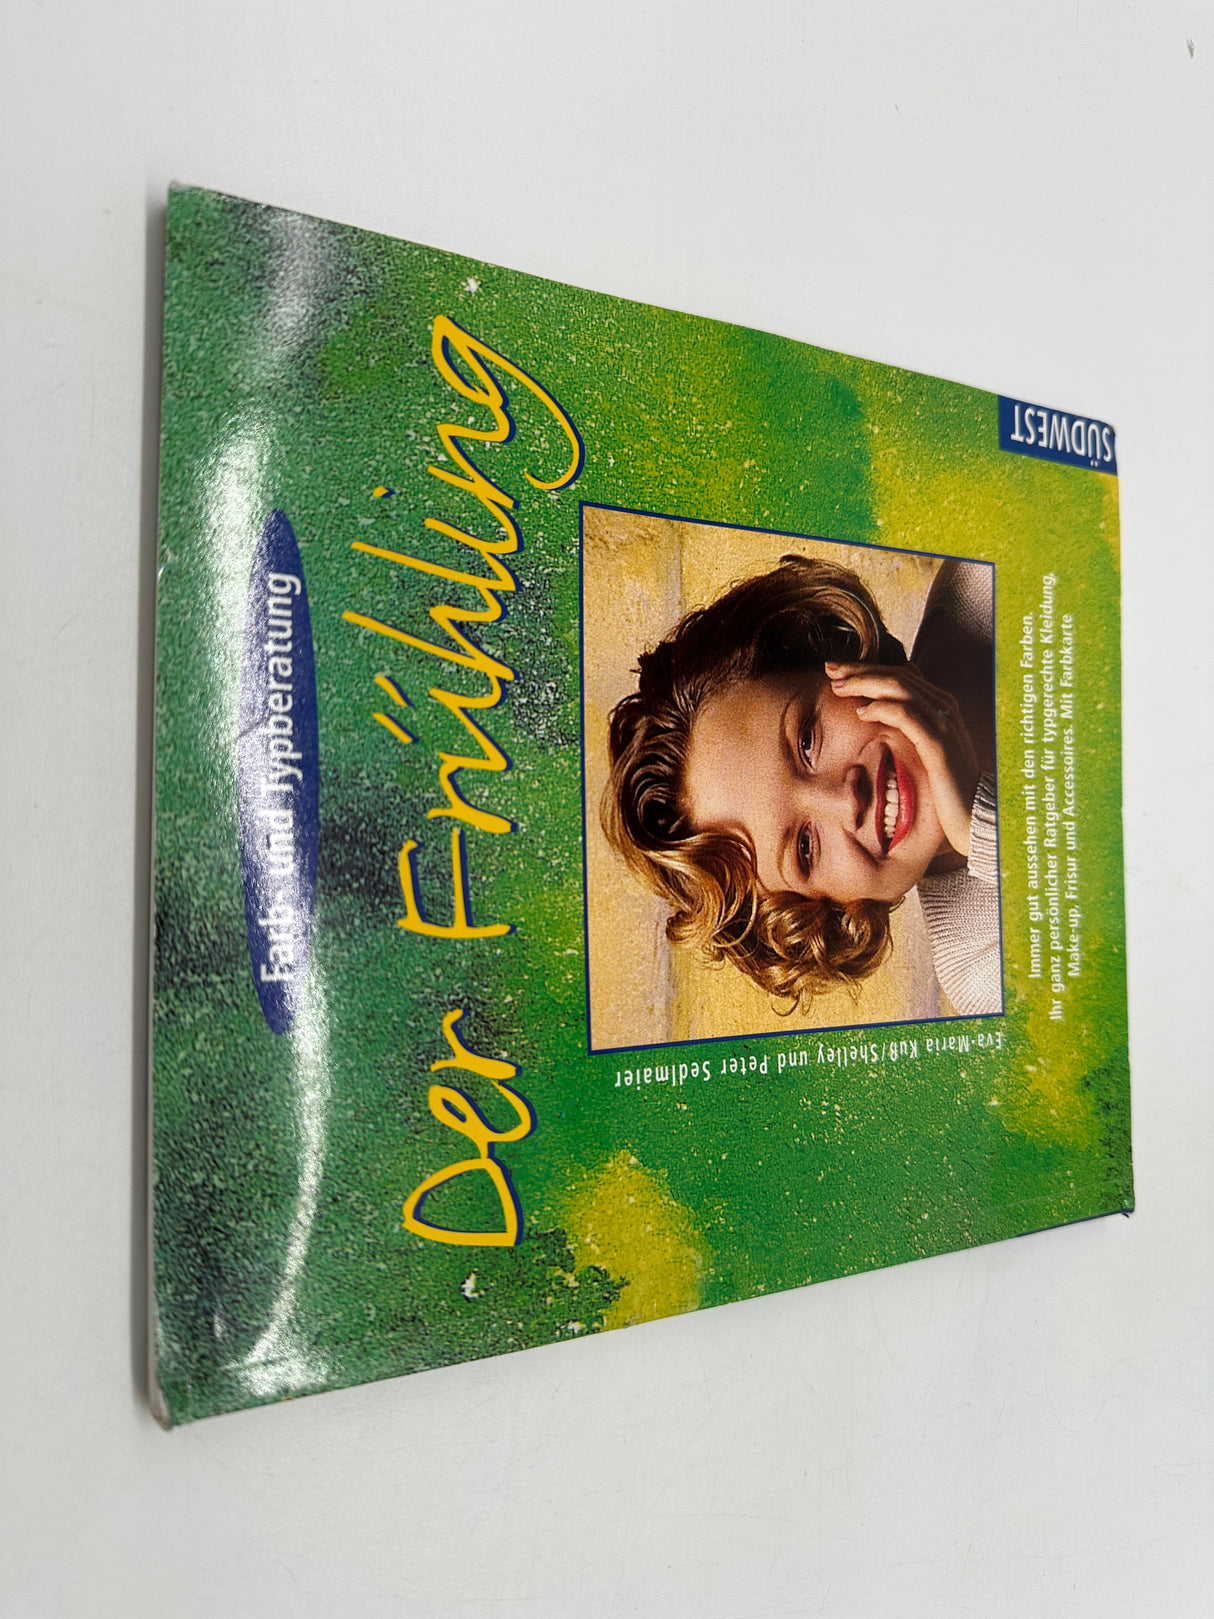 Farb- und Typberatung
Der Frühling
Eva-Maria Kuß/Shelley und Peter Sedlmaier
Immer gut aussehen mit den richtigen Farben.
Ihr ganz persönlicher Ratgeber für typgerechte Kleidung,
Make-up, Frisur und Accessoires. Mit Farbkarte
SÜDWEST